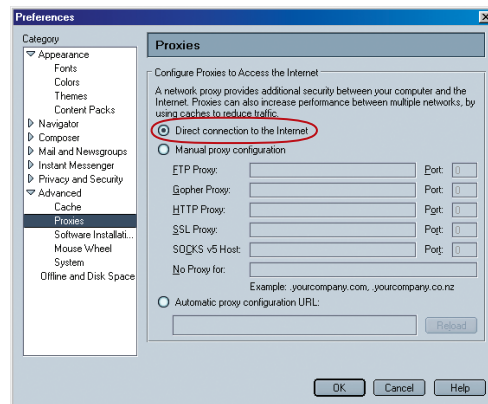 Preferences
Category
Appearance
Fonts
Colors
Themes
Content Packs
Navigator
Composer
Mail and Newsgroups
Instant Messenger
Privacy and Security
Advanced
Cache
Proxies
Software Installati...
Mouse Wheel
System
Offline and Disk Space
Proxies
Configure Proxies to Access the Internet
A network proxy provides additional security between your computer and the
Internet. Proxies can also increase performance between multiple networks, by
using caches to reduce traffic.
Direct connection to the Internet
Manual proxy configuration
FTP Proxy: Port: 0
Gopher Proxy: Port: 0
HTTP Proxy: Port: 0
SSL Proxy: Port: 0
SOCKS v5 Host: Port: 0
No Proxy for:
Example: .yourcompany.com, .yourcompany.co.nz
Automatic proxy configuration URL:
Reload
OK Cancel Help